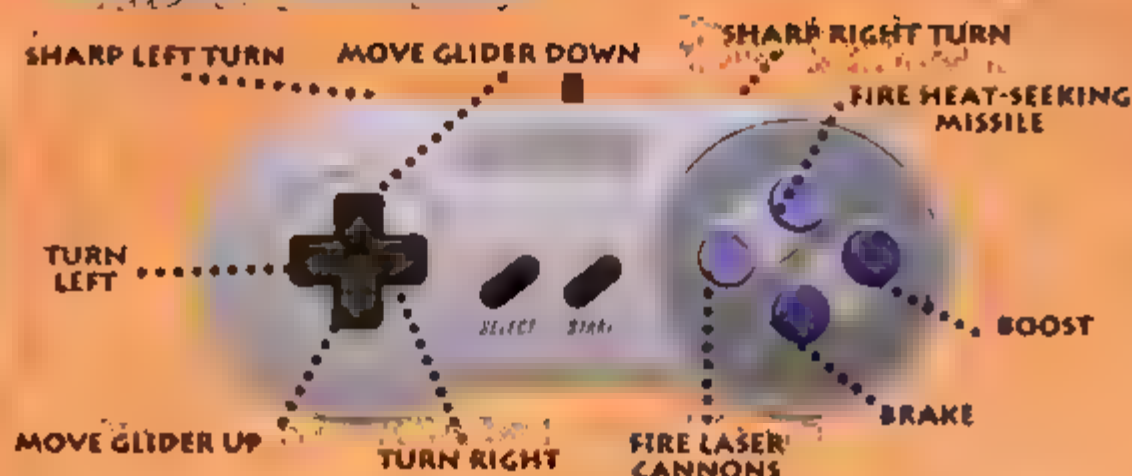 SHARP LEFT TURN
MOVE GLIDER DOWN
SHARP RIGHT TURN
FIRE HEAT-SEEKING
MISSILE
TURN
LEFT
SELECT
BOOST
BRAKE
MOVE GLIDER UP
TURN RIGHT
FIRE LASER
CANNONS